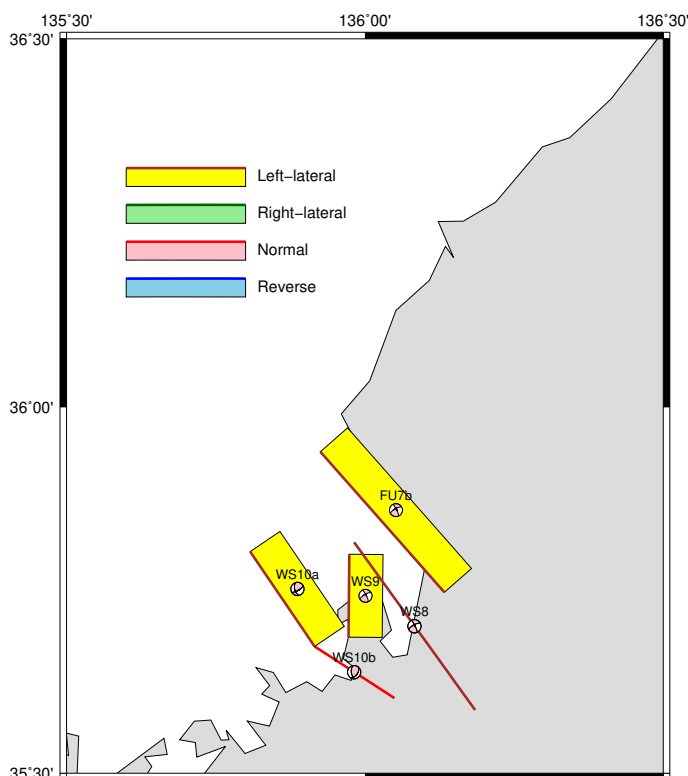 135˚30' 136˚00' 136˚30'
36˚30'
Left−lateral
Right−lateral
Normal
Reverse
36˚00'
FU7b
WS10a
WS9
WS8
WS10b
35˚30'